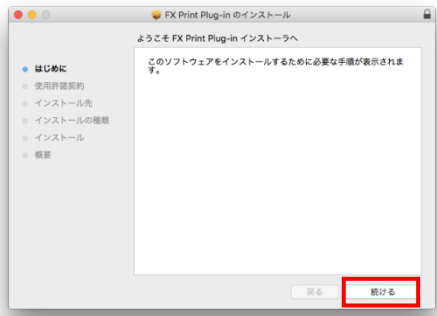 FX Print Plug-in のインストール
ようこそ FX Print Plug-in インストーラへ
はじめに
使用許諾契約
インストール先
インストールの種類
インストール
概要
このソフトウェアをインストールするために必要な手順が表示されま
す。
戻る
続ける